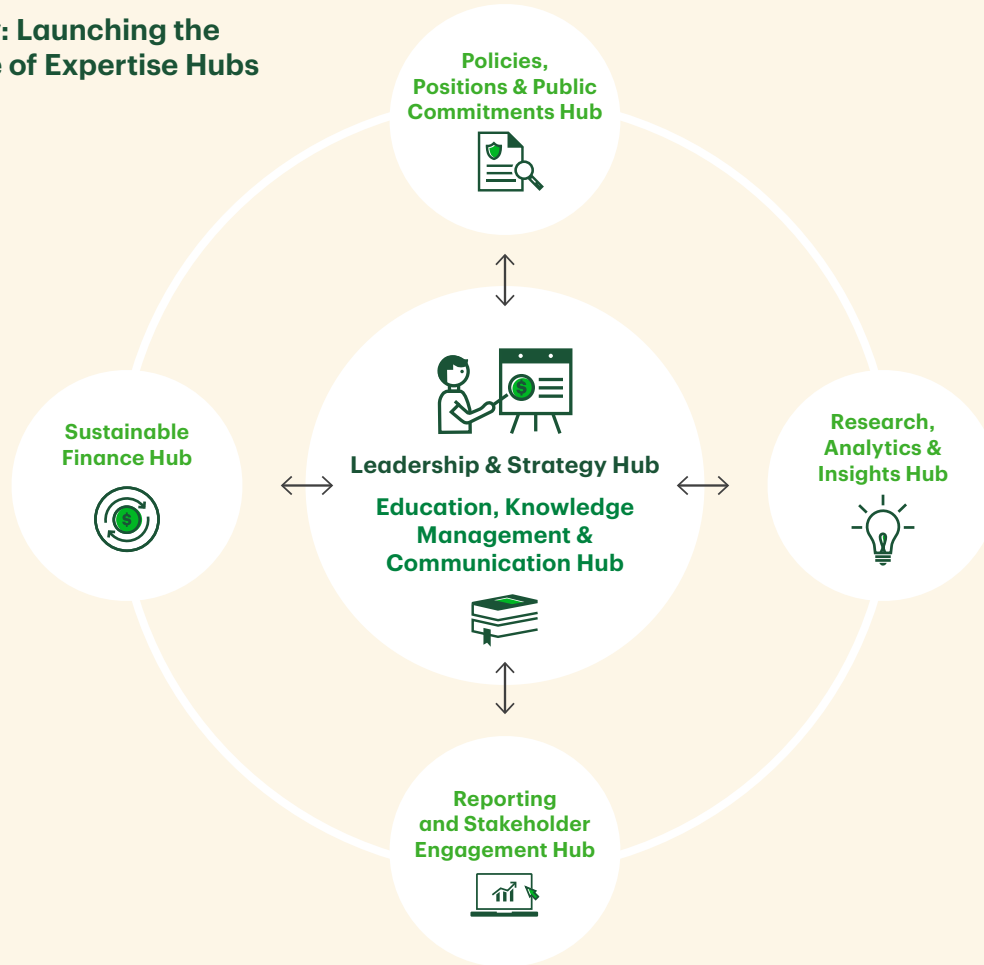 : Launching the
of Expertise Hubs
Policies,
Positions & Public
Commitments Hub
Sustainable
Finance Hub
$
$
Leadership & Strategy Hub
Education, Knowledge
Management &
Communication Hub
Research,
Analytics &
Insights Hub
Reporting
and Stakeholder
Engagement Hub